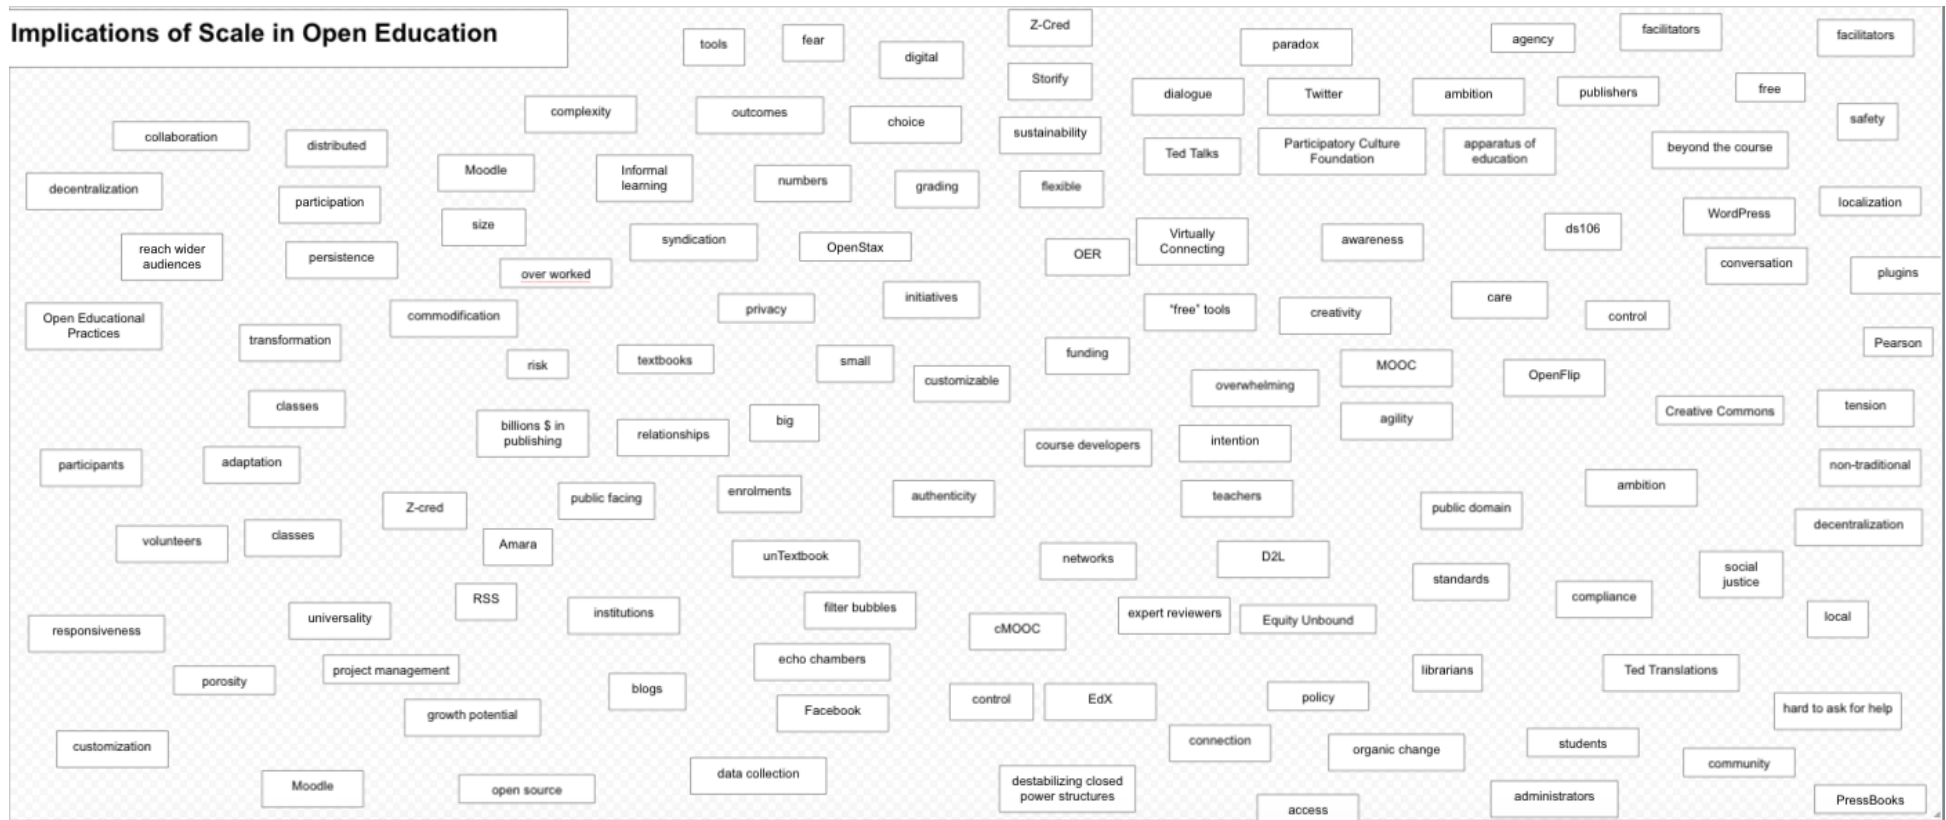 Implications of Scale in Open Education
tools
fear
digital
Z-Cred
paradox
agency
facilitators
facilitators
Storify
dialogue
Twitter
ambition
publishers
free
complexity
outcomes
choice
safety
collaboration
distributed
sustainability
Ted Talks
Participatory Culture
Foundation
apparatus of
education
beyond the course
Moodle
Informal
learning
numbers
grading
flexible
decentralization
participation
localization
size
syndication
OpenStax
Virtually
Connecting
awareness
ds106
WordPress
reach wider
audiences
persistence
over worked
OER
conversation
plugins
Open Educational
Practices
commodification
privacy
initiatives
"free" tools
creativity
care
control
transformation
risk
textbooks
small
funding
MOOC
Pearson
customizable
overwhelming
OpenFlip
classes
billions $ in
publishing
relationships
big
agility
Creative Commons
tension
course developers
intention
participants
adaptation
non-traditional
Z-cred
public facing
enrolments
authenticity
teachers
public domain
ambition
volunteers
classes
Amara
unTextbook
networks
D2L
decentralization
standards
social
justice
RSS
institutions
filter bubbles
expert reviewers
compliance
responsiveness
universality
cMOOC
Equity Unbound
local
porosity
project management
echo chambers
librarians
Ted Translations
blogs
growth potential
Facebook
control
EdX
policy
hard to ask for help
customization
connection
organic change
students
community
Moodle
open source
data collection
destabilizing closed
power structures
access
administrators
PressBooks